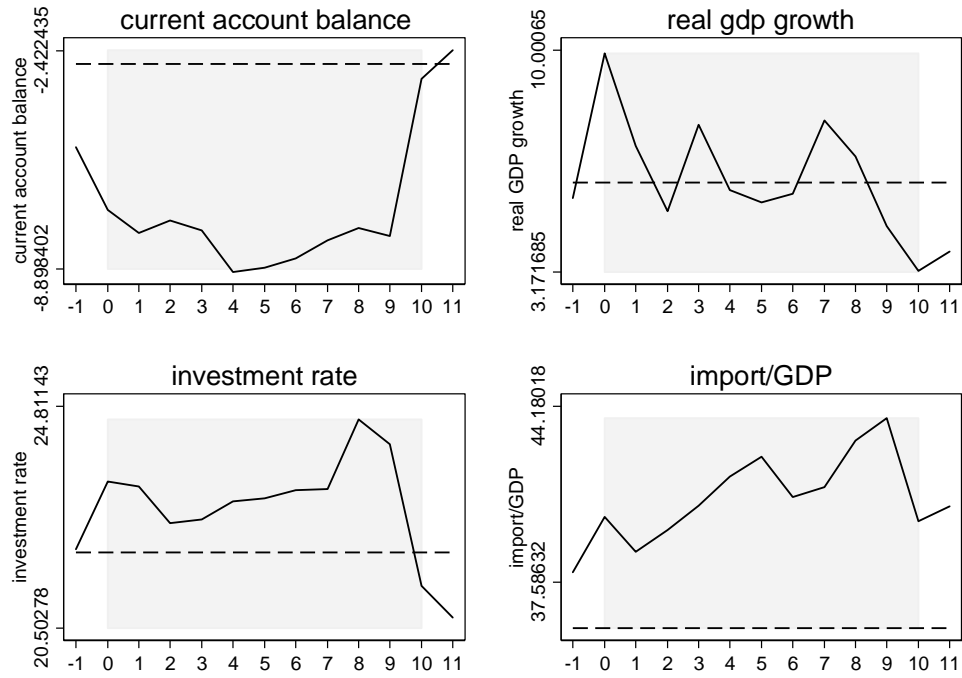 current account balance
current account balance
-2.422435
-8.898402
-1 0 1 2 3 4 5 6 7 8 9 10 11
real gdp growth
real GDP growth
10.00065
3.171685
-1 0 1 2 3 4 5 6 7 8 9 10 11
investment rate
investment rate
24.81143
20.50278
-1 0 1 2 3 4 5 6 7 8 9 10 11
import/GDP
import/GDP
44.18018
37.58632
-1 0 1 2 3 4 5 6 7 8 9 10 11